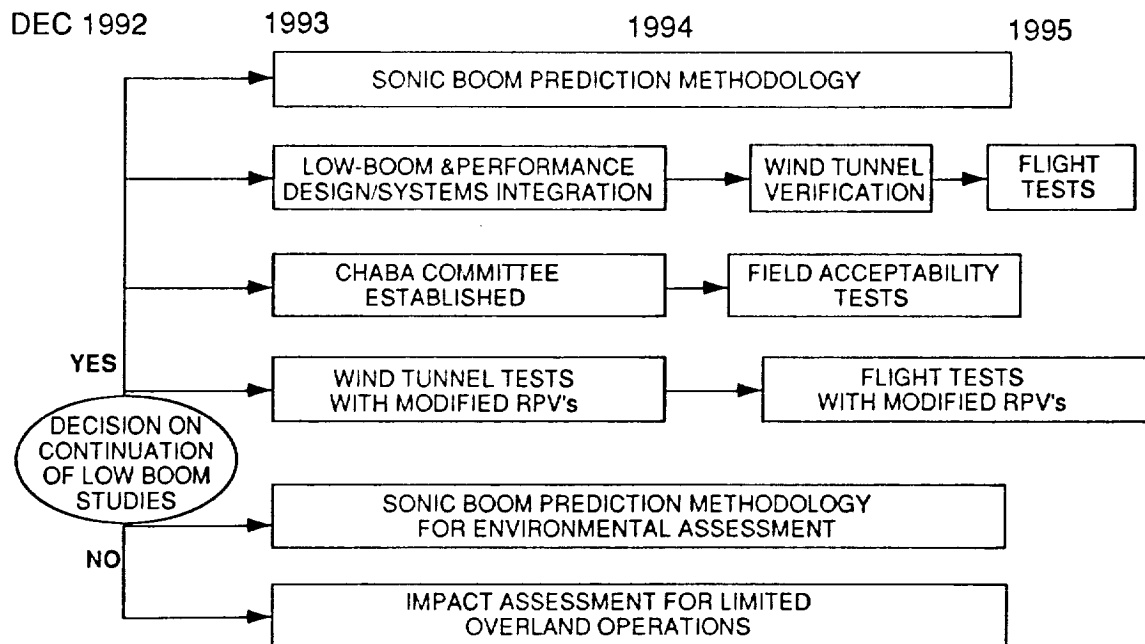 DEC 1992 1993 1994 1995
SONIC BOOM PREDICTION METHODOLOGY
LOW-BOOM &PERFORMANCE
DESIGN/SYSTEMS INTEGRATION
WIND TUNNEL
VERIFICATION
FLIGHT
TESTS
CHABA COMMITTEE
ESTABLISHED
FIELD ACCEPTABILITY
TESTS
YES
WIND TUNNEL TESTS
WITH MODIFIED RPV's
FLIGHT TESTS
WITH MODIFIED RPV's
DECISION ON
CONTINUATION
OF LOW BOOM
STUDIES
SONIC BOOM PREDICTION METHODOLOGY
FOR ENVIRONMENTAL ASSESSMENT
NO
IMPACT ASSESSMENT FOR LIMITED
OVERLAND OPERATIONS